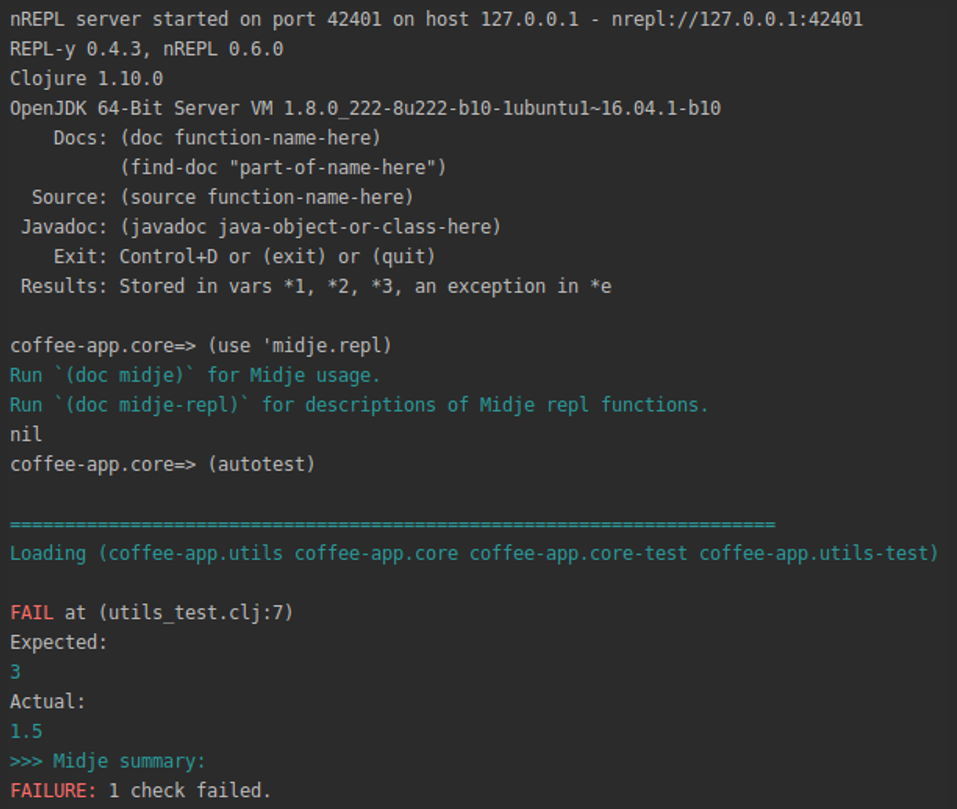 nREPL server started on port 42401 on host 127.0.0.1 - nrepl://127.0.0.1:42401
REPL-y 0.4.3, nREPL 0.6.0
Clojure 1.10.0
OpenJDK 64-Bit Server VM 1.8.0_222-8u222-b10-1ubuntu1~16.04.1-b10
    Docs: (doc function-name-here)
          (find-doc "part-of-name-here")
  Source: (source function-name-here)
 Javadoc: (javadoc java-object-or-class-here)
    Exit: Control+D or (exit) or (quit)
 Results: Stored in vars *1, *2, *3, an exception in *e

coffee-app.core=> (use 'midje.repl)
Run `(doc midje)` for Midje usage.
Run `(doc midje-repl)` for descriptions of Midje repl functions.
nil
coffee-app.core=> (autotest)

======================================================================
Loading (coffee-app.utils coffee-app.core coffee-app.core-test coffee-app.utils-test)

FAIL at (utils_test.clj:7)
Expected:
3
Actual:
1.5
>>> Midje summary:
FAILURE: 1 check failed.